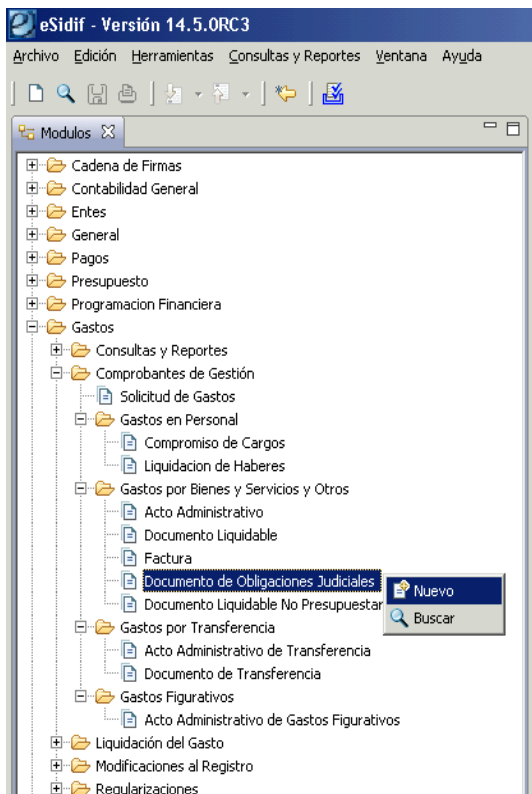 eSidif - Versión 14.5.0RC3
Archivo Edición Herramientas Consultas y Reportes Ventana Ayuda
Modulos
Cadena de Firmas
Contabilidad General
Entes
General
Pagos
Presupuesto
Programacion Financiera
Gastos
Consultas y Reportes
Comprobantes de Gestión
Solicitud de Gastos
Gastos en Personal
Compromiso de Cargos
Liquidacion de Haberes
Gastos por Bienes y Servicios y Otros
Acto Administrativo
Documento Liquidable
Factura
Documento de Obligaciones Judiciales
Nuevo
Documento Liquidable No Presupuestar
Buscar
Gastos por Transferencia
Acto Administrativo de Transferencia
Documento de Transferencia
Gastos Figurativos
Acto Administrativo de Gastos Figurativos
Liquidación del Gasto
Modificaciones al Registro
Regularizaciones